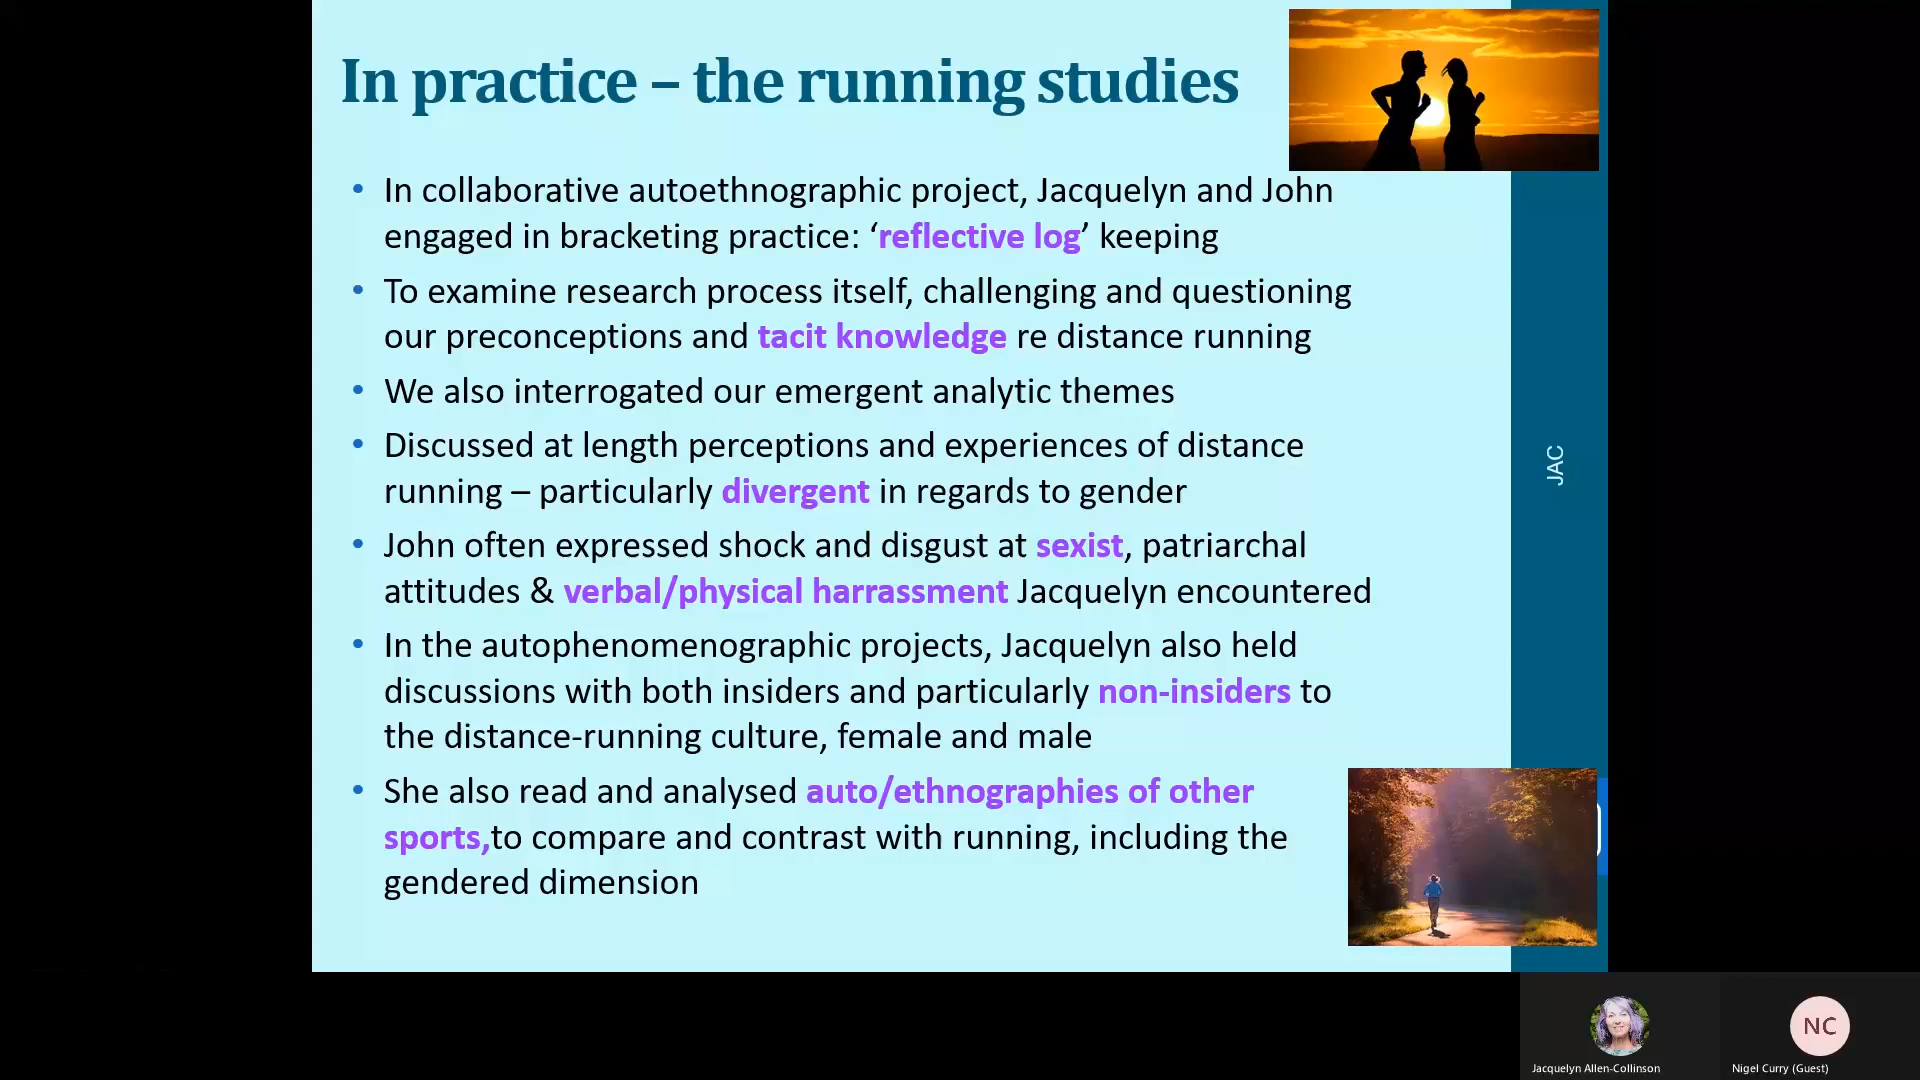 In practice – the running studies
• In collaborative autoethnographic project, Jacquelyn and John
engaged in bracketing practice: ‘reflective log’ keeping
• To examine research process itself, challenging and questioning
our preconceptions and tacit knowledge re distance running
• We also interrogated our emergent analytic themes
• Discussed at length perceptions and experiences of distance
running – particularly divergent in regards to gender
• John often expressed shock and disgust at sexist, patriarchal
attitudes & verbal/physical harrassment Jacquelyn encountered
• In the autophenomenographic projects, Jacquelyn also held
discussions with both insiders and particularly non-insiders to
the distance-running culture, female and male
• She also read and analysed auto/ethnographies of other
sports,to compare and contrast with running, including the
gendered dimension
JAC
NC
Jacquelyn Allen-Collinson
Nigel Curry (Guest)